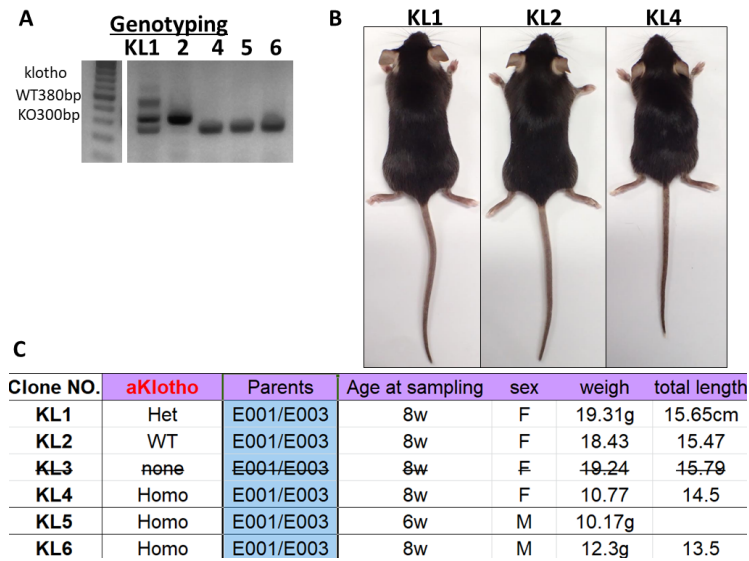 A
Genotyping
KL1 2 4 5 6
klotho
WT380bp
KO300bp
B
KL1 KL2 KL4
C
Clone NO. aKlotho Parents Age at sampling sex weigh total length
KL1 Het E001/E003 8w F 19.31g 15.65cm
KL2 WT E001/E003 8w F 18.43 15.47
KL3 none E001/E003 8w F 19.24 15.79
KL4 Homo E001/E003 8w F 10.77 14.5
KL5 Homo E001/E003 6w M 10.17g
KL6 Homo E001/E003 8w M 12.3g 13.5